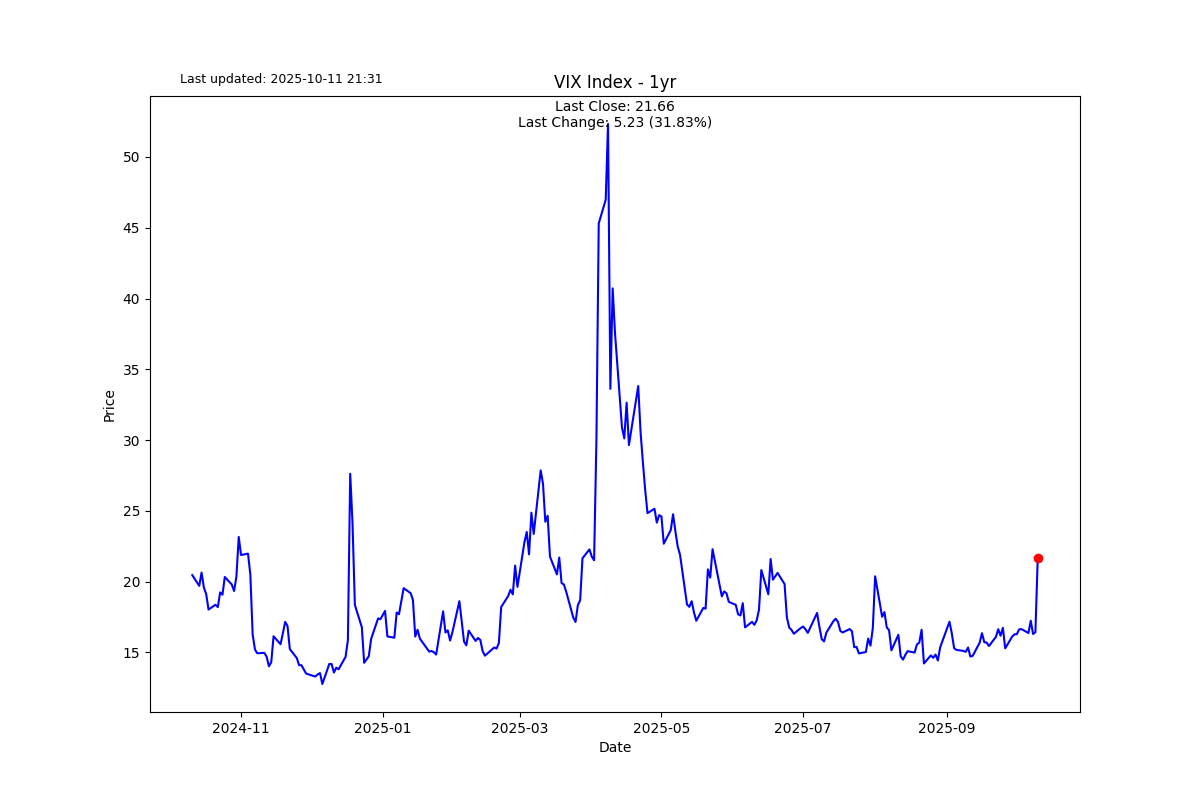 Last updated: 2025-10-11 21:31
VIX Index - 1yr
Last Close: 21.66
Last Change: 5.23 (31.83%)
50
45
40
35
30
25
20
15
Price
2024-11
2025-01
2025-03
2025-05
2025-07
2025-09
Date